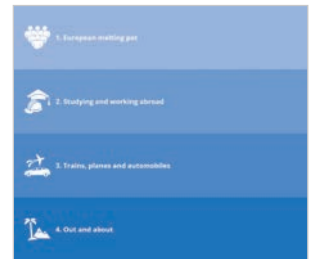 1. European melting pot
2. Studying and working abroad
3. Trains, planes and automobiles
4. Out and about